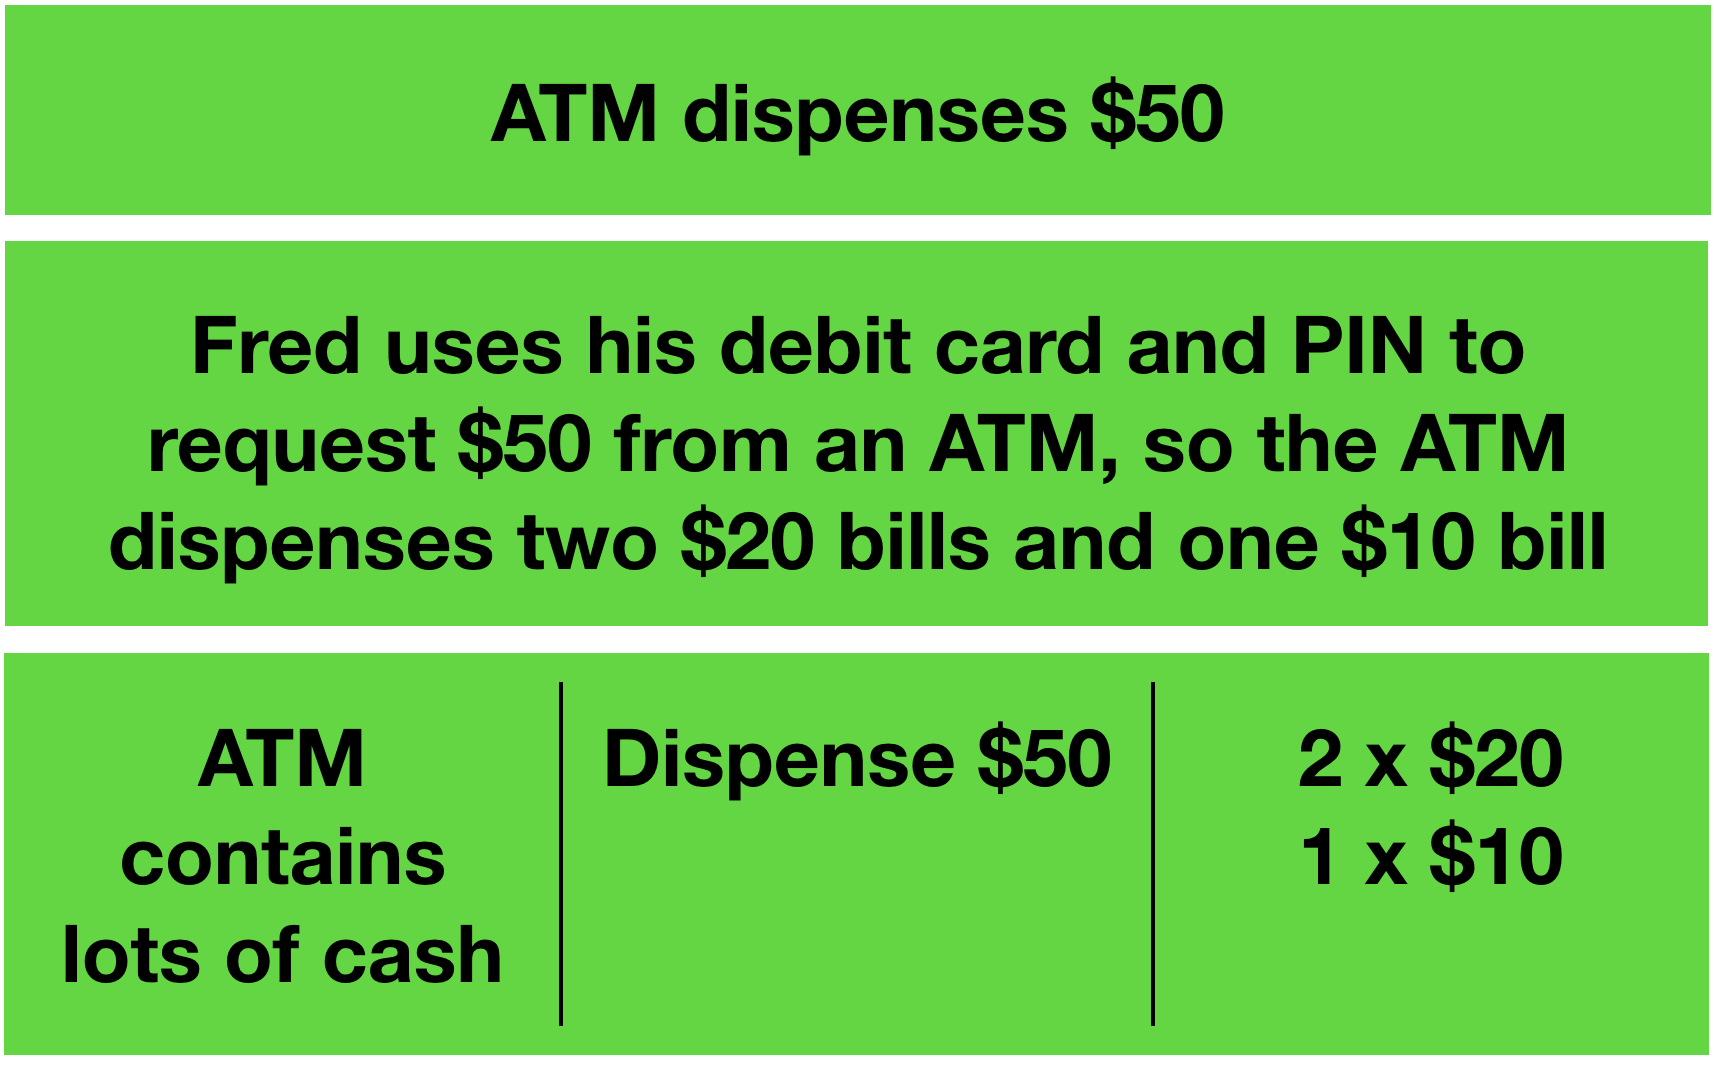 ATM dispenses $50
Fred uses his debit card and PIN to
request $50 from an ATM, so the ATM
dispenses two $20 bills and one $10 bill
ATM
contains
lots of cash
Dispense $50
2 x $20
1 x $10